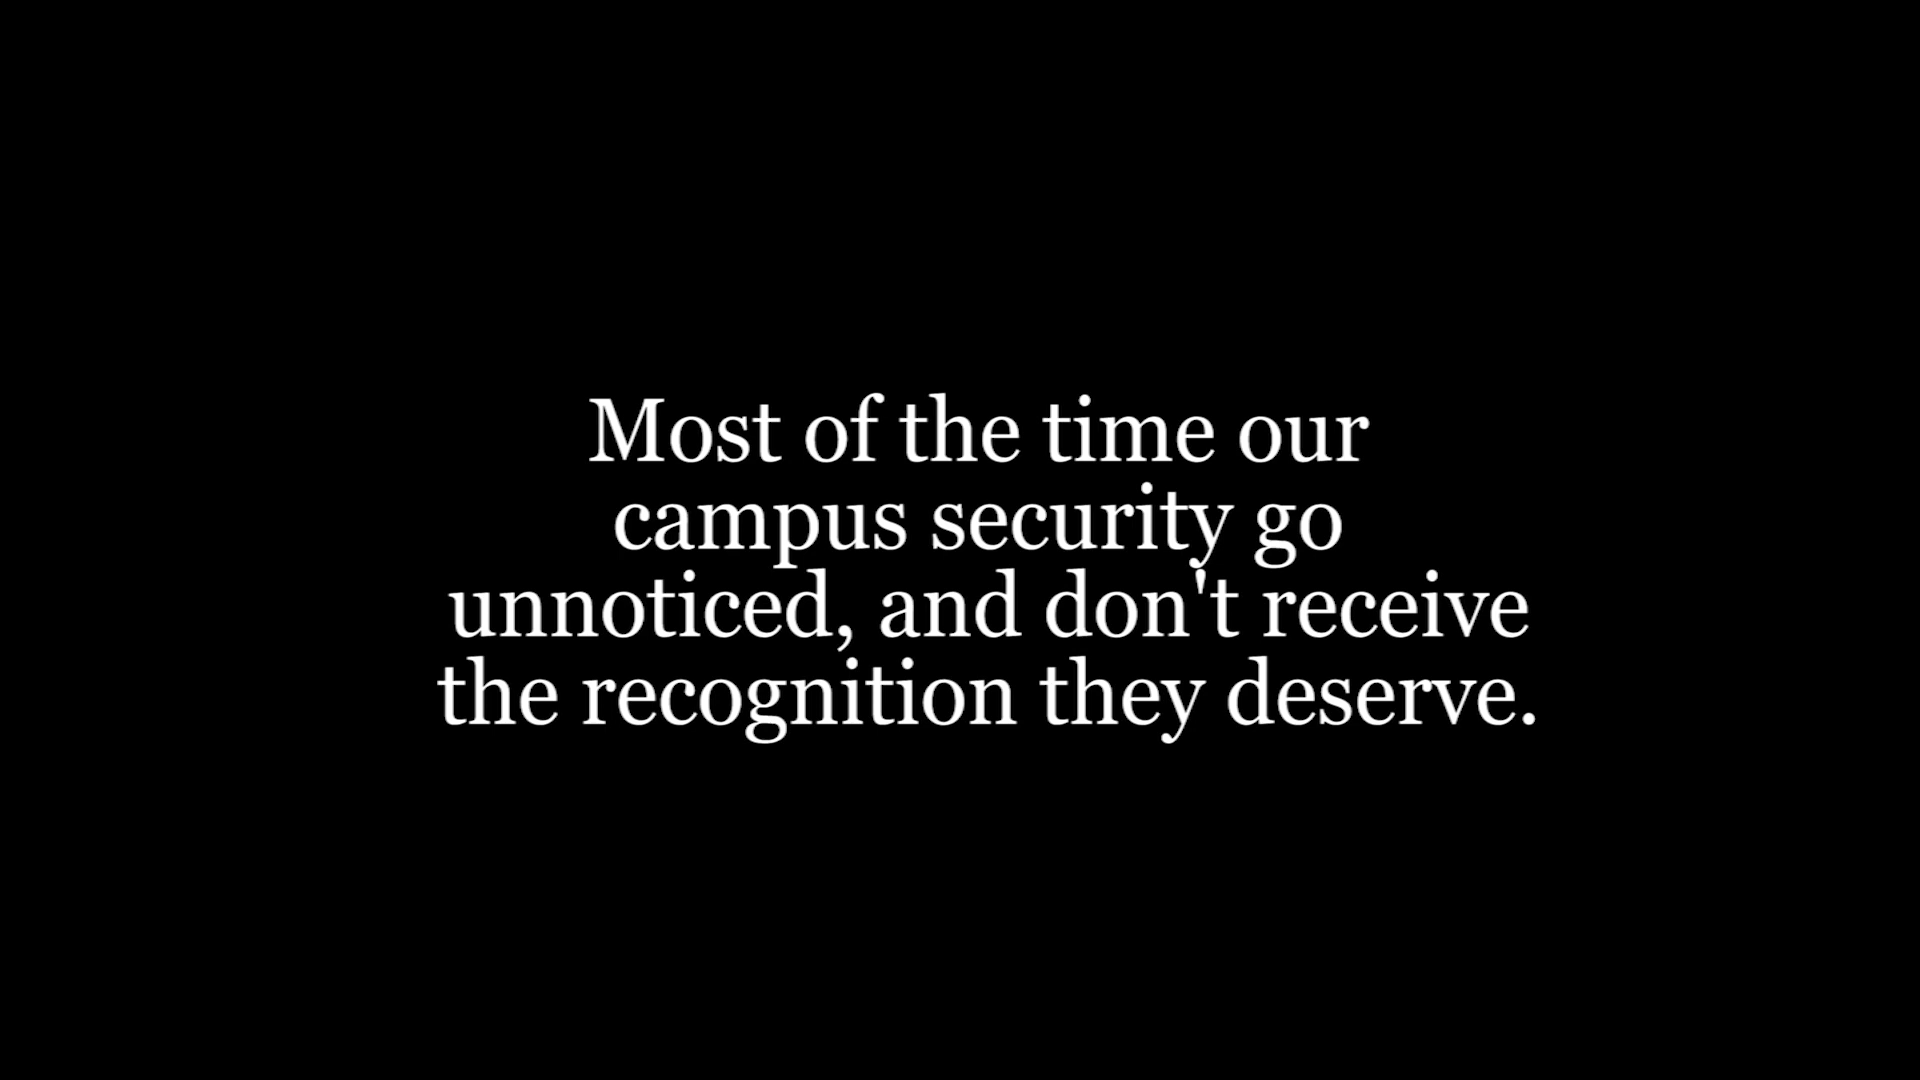 Most of the time our
campus security go
unnoticed, and don't receive
the recognition they deserve.